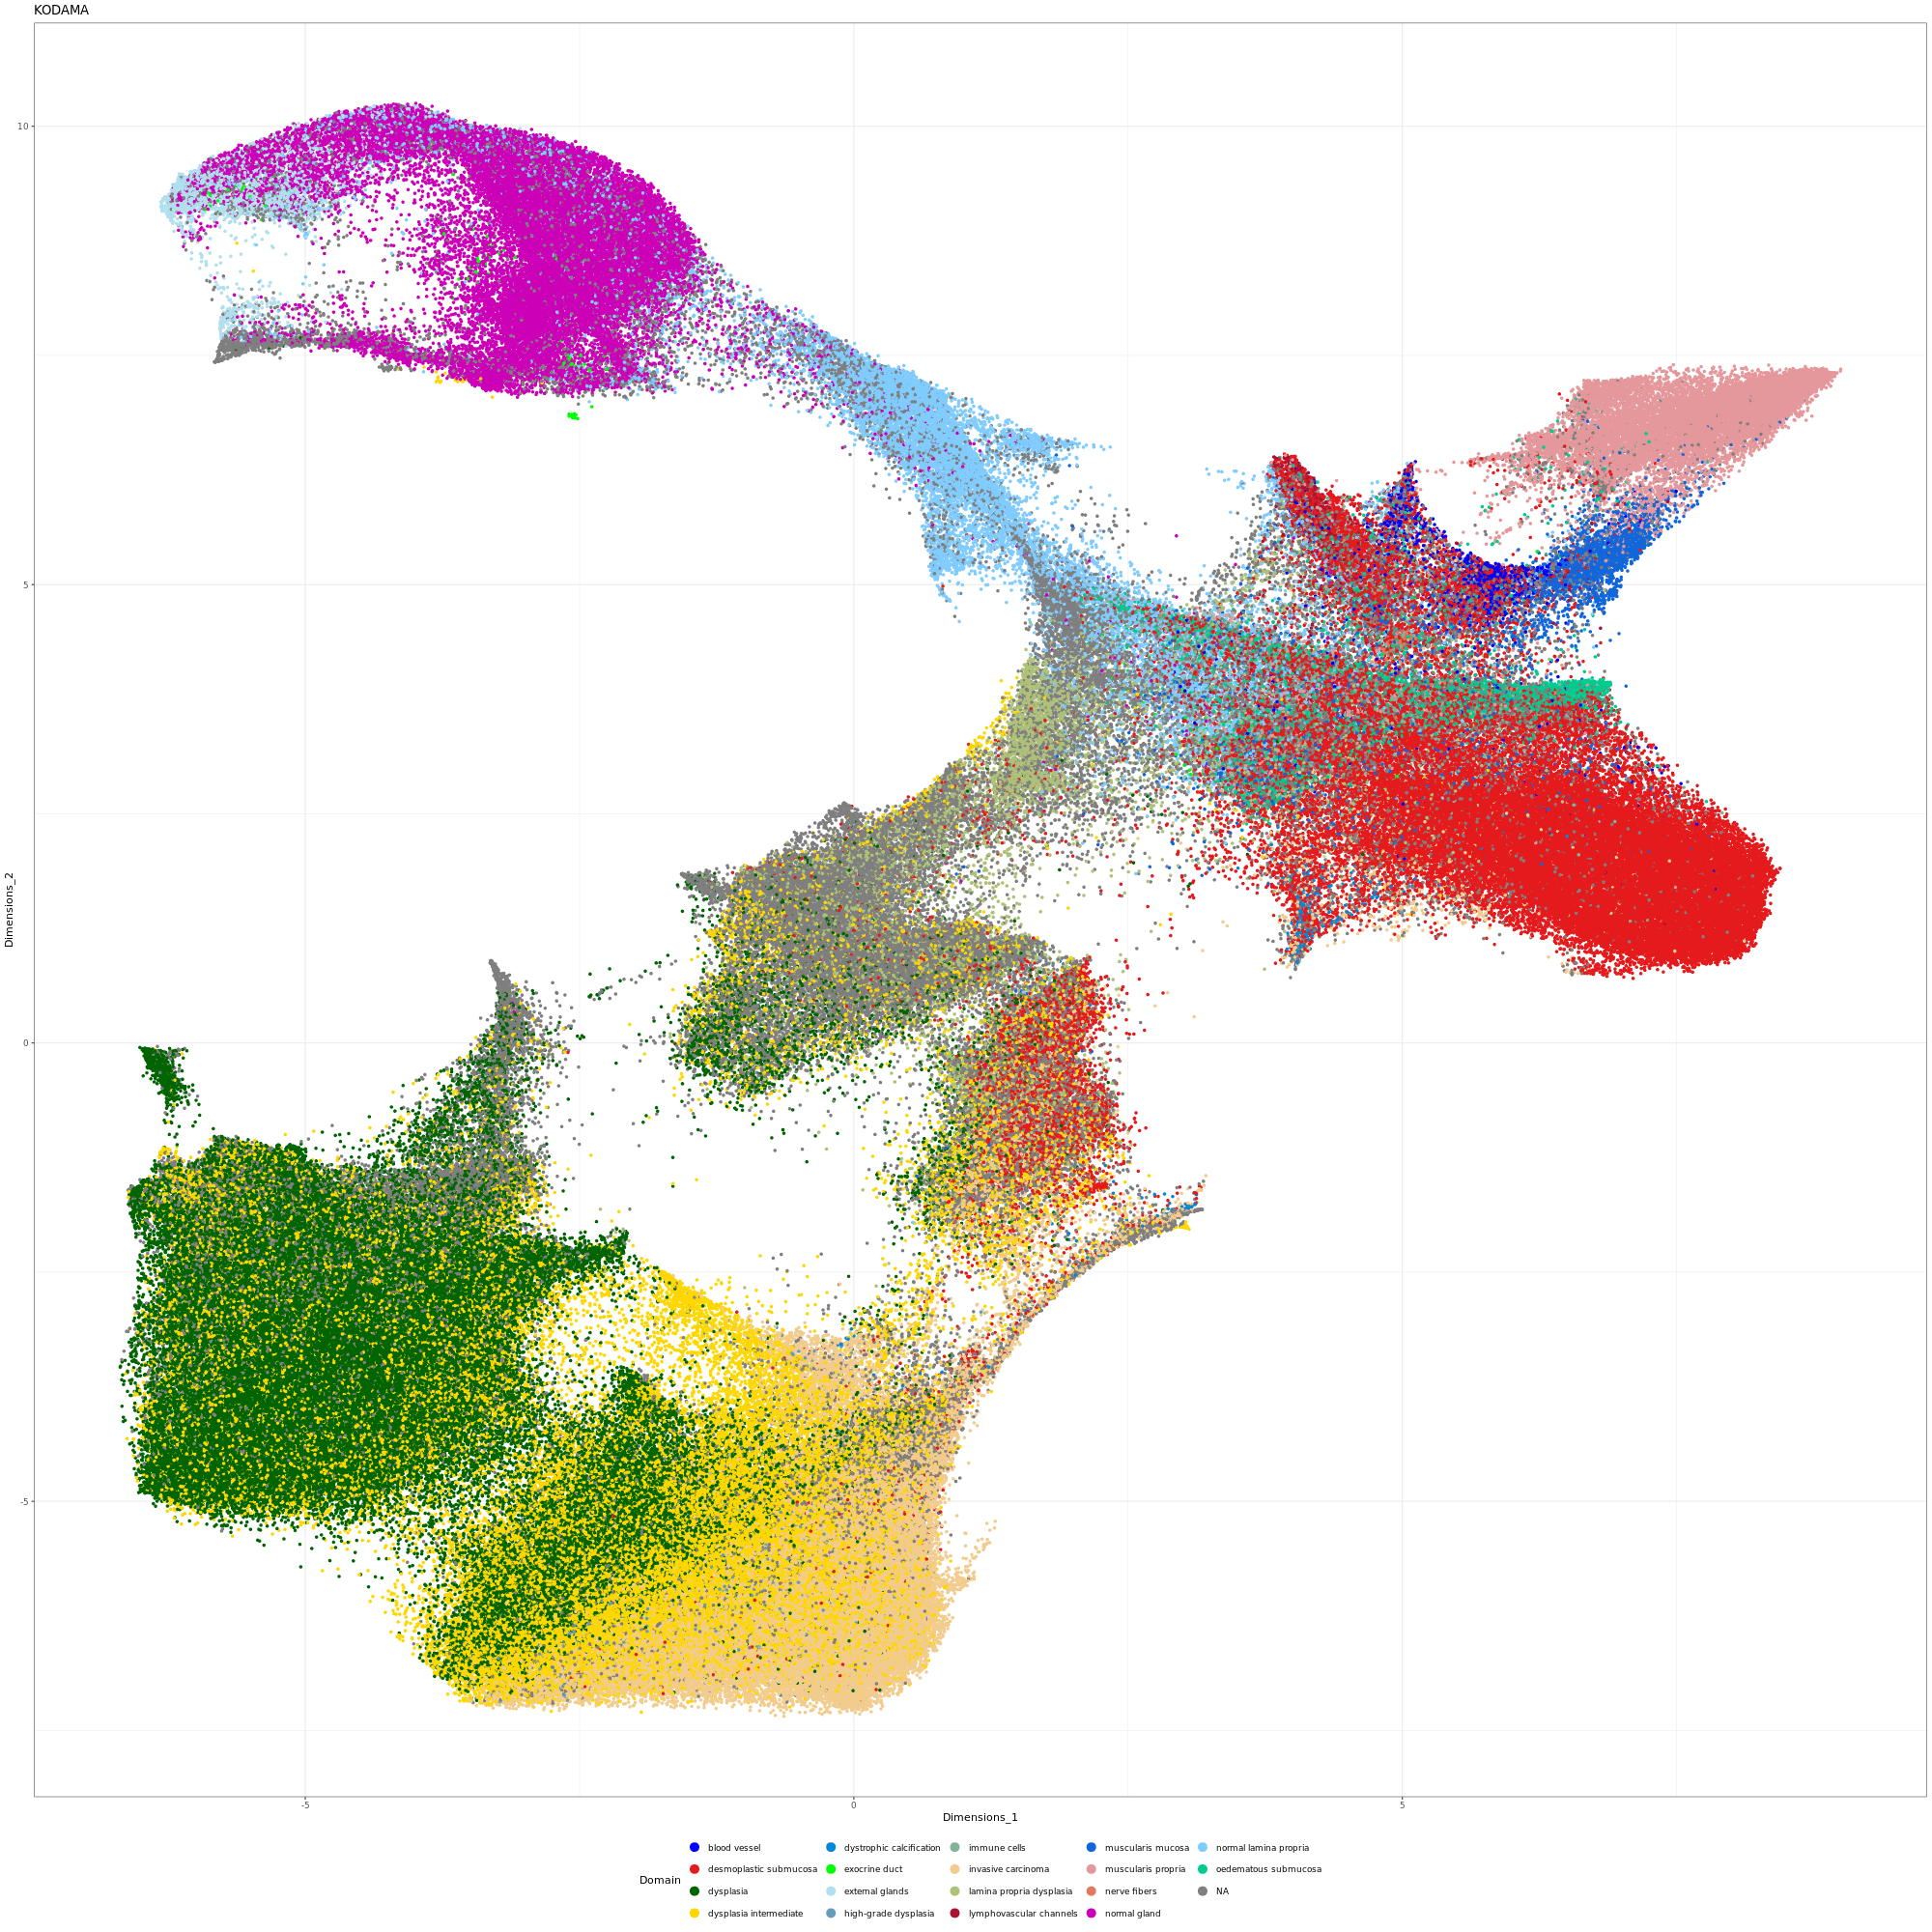 KODAMA
10
5
0
-5
Dimensions_2
-5
0
5
Dimensions_1
Domain
blood vessel
desmoplastic submucosa
dysplasia
dysplasia intermediate
dystrophic calcification
exocrine duct
external glands
high-grade dysplasia
immune cells
invasive carcinoma
lamina propria dysplasia
lymphovascular channels
muscularis mucosa
muscularis propria
nerve fibers
normal gland
normal lamina propria
oedematous submucosa
NA